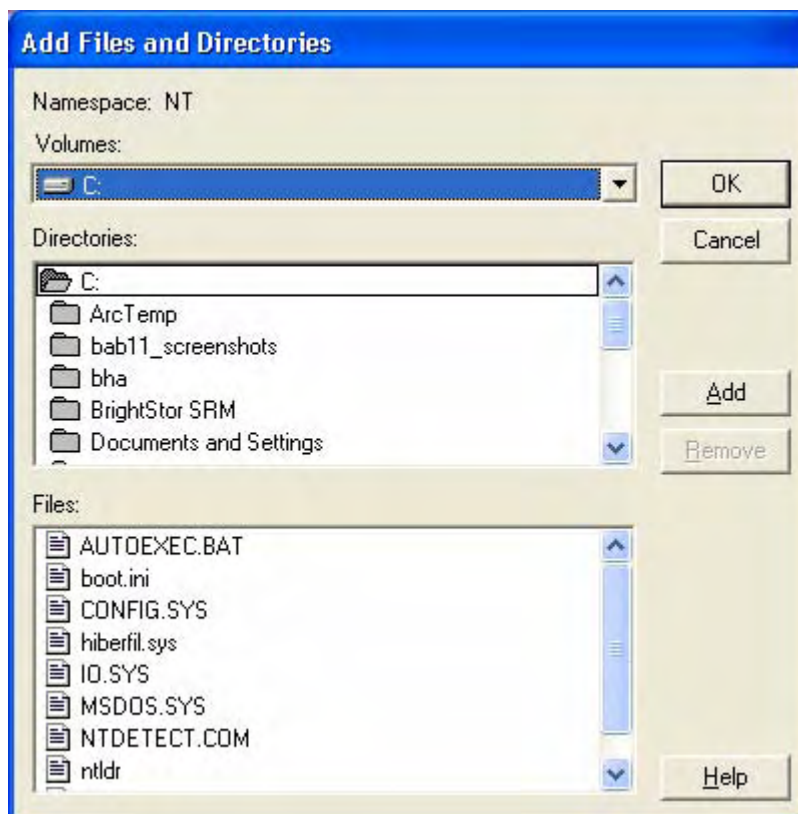 Add Files and Directories
Namespace: NT
Volumes:
C:
OK
Directories:
Cancel
C:
ArcTemp
bab11_screenshots
bha
BrightStor SRM
Documents and Settings
Add
Remove
Files:
AUTOEXEC.BAT
boot.ini
CONFIG.SYS
hiberfil.sys
IO.SYS
MSDOS.SYS
NTDETECT.COM
ntldr
Help